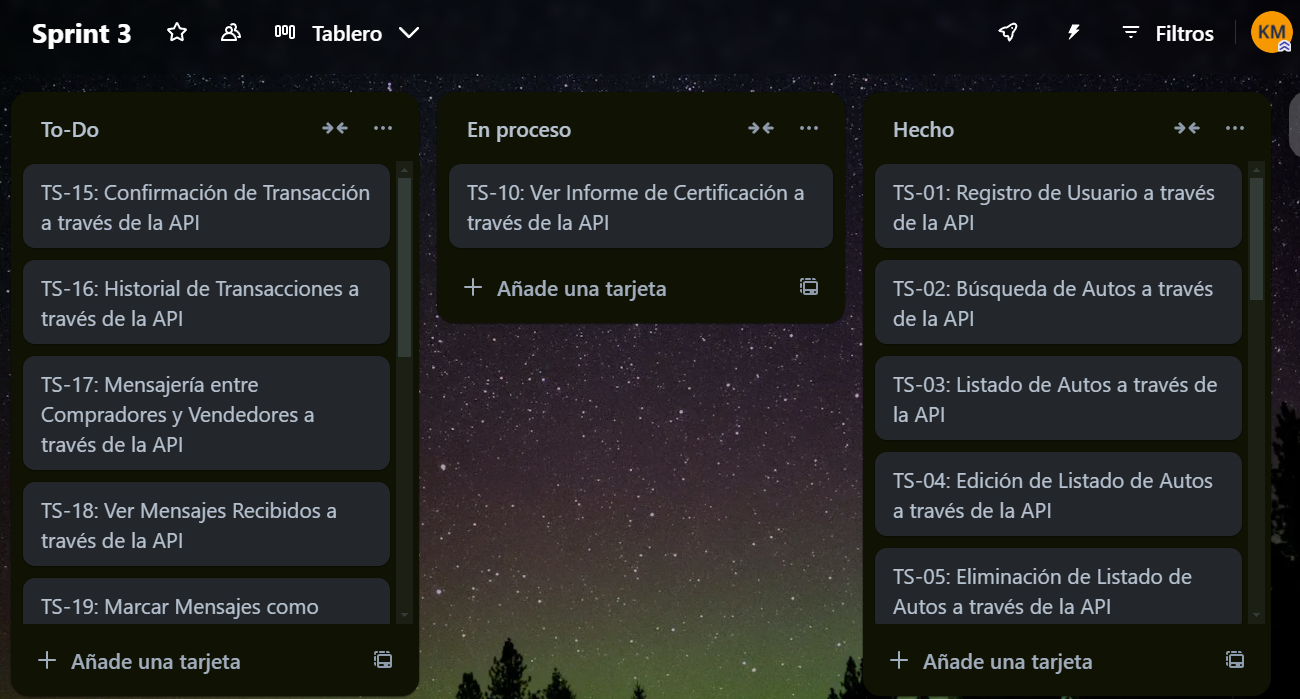 Sprint 3
Tablero
Filtros
KM
To-Do
TS-15: Confirmación de Transacción
a través de la API
TS-16: Historial de Transacciones a
través de la API
TS-17: Mensajería entre
Compradores y Vendedores a
través de la API
TS-18: Ver Mensajes Recibidos a
través de la API
TS-19: Marcar Mensajes como
Añade una tarjeta
En proceso
TS-10: Ver Informe de Certificación a
través de la API
Añade una tarjeta
Hecho
TS-01: Registro de Usuario a través
de la API
TS-02: Búsqueda de Autos a través
de la API
TS-03: Listado de Autos a través de
la API
TS-04: Edición de Listado de Autos
a través de la API
TS-05: Eliminación de Listado de
Autos a través de la API
Añade una tarjeta